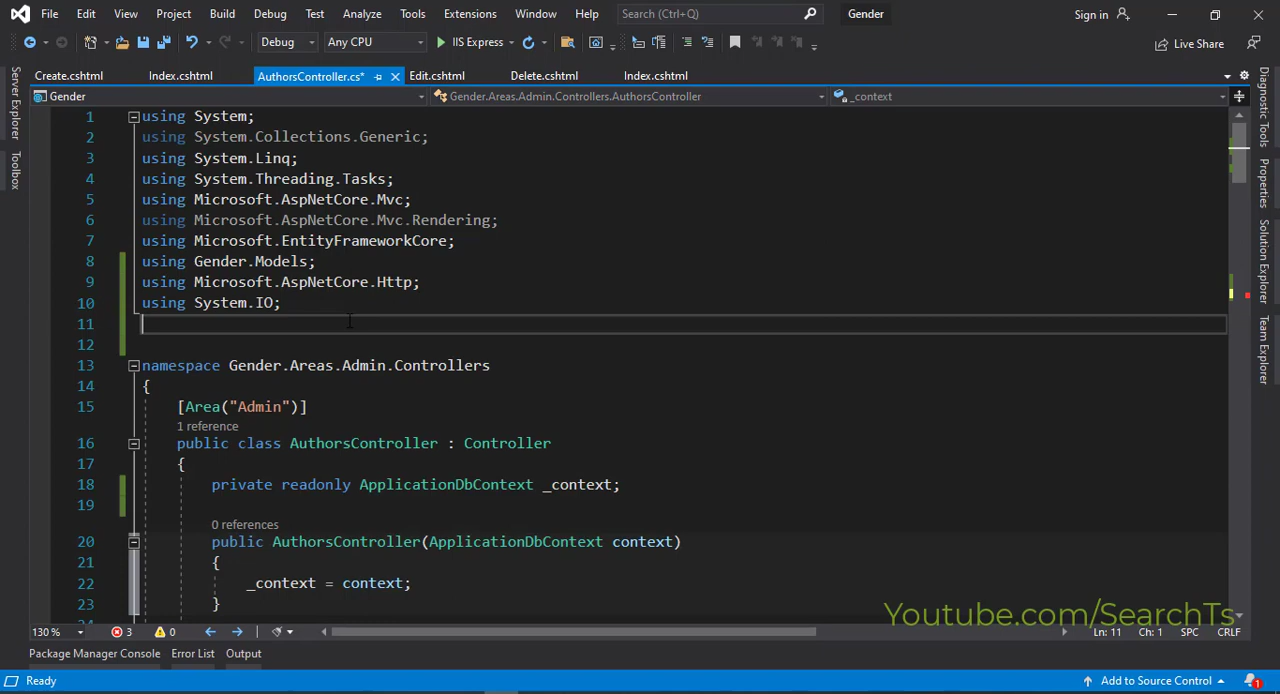 File Edit View Project Build Debug Test Analyze Tools Extensions Window Help Search (Ctrl+Q) Gender Sign in
Debug Any CPU IIS Express Live Share
Create.cshtml Index.cshtml AuthorsController.cs* Edit.cshtml Delete.cshtml Index.cshtml
Gender Gender.Areas.Admin.Controllers.AuthorsController _context
Server Explorer
Toolbox
1 using System;
2 using System.Collections.Generic;
3 using System.Linq;
4 using System.Threading.Tasks;
5 using Microsoft.AspNetCore.Mvc;
6 using Microsoft.AspNetCore.Mvc.Rendering;
7 using Microsoft.EntityFrameworkCore;
8 using Gender.Models;
9 using Microsoft.AspNetCore.Http;
10 using System.IO;
11
12
13 namespace Gender.Areas.Admin.Controllers
14 {
15 [Area("Admin")]
1 reference
16 public class AuthorsController : Controller
17 {
18 private readonly ApplicationDbContext _context;
19
0 references
20 public AuthorsController(ApplicationDbContext context)
21 {
22 _context = context;
23 }
24
Diagnostic Tools
Properties
Solution Explorer
Team Explorer
Youtube.com/SearchTs
130 % 3 0 Ln: 11 Ch: 1 SPC CRLF
Package Manager Console Error List Output
Ready Add to Source Control 1